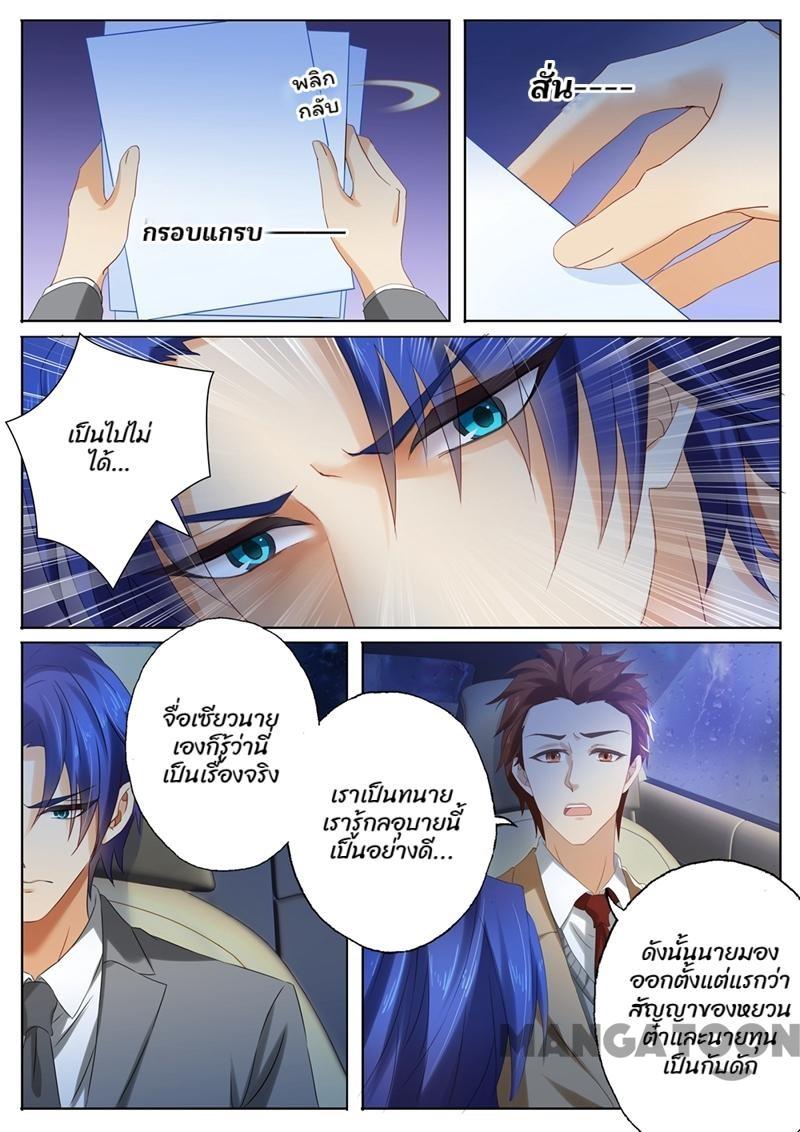 พลิก
กลับ
กรอบแกรบ
สั่น----
เป็นไปไม่
ได้...
จื่อเซียวนาย
เองก็รู้ว่านี่
เป็นเรื่องจริง
เราเป็นทนาย
เรารู้กลอุบายนี้
เป็นอย่างดี...
ดังนั้นนายมอง
ออกตั้งแต่แรกว่า
สัญญาของหยวน
ต๋าและนายทุน
เป็นกับดัก
MANGATOON